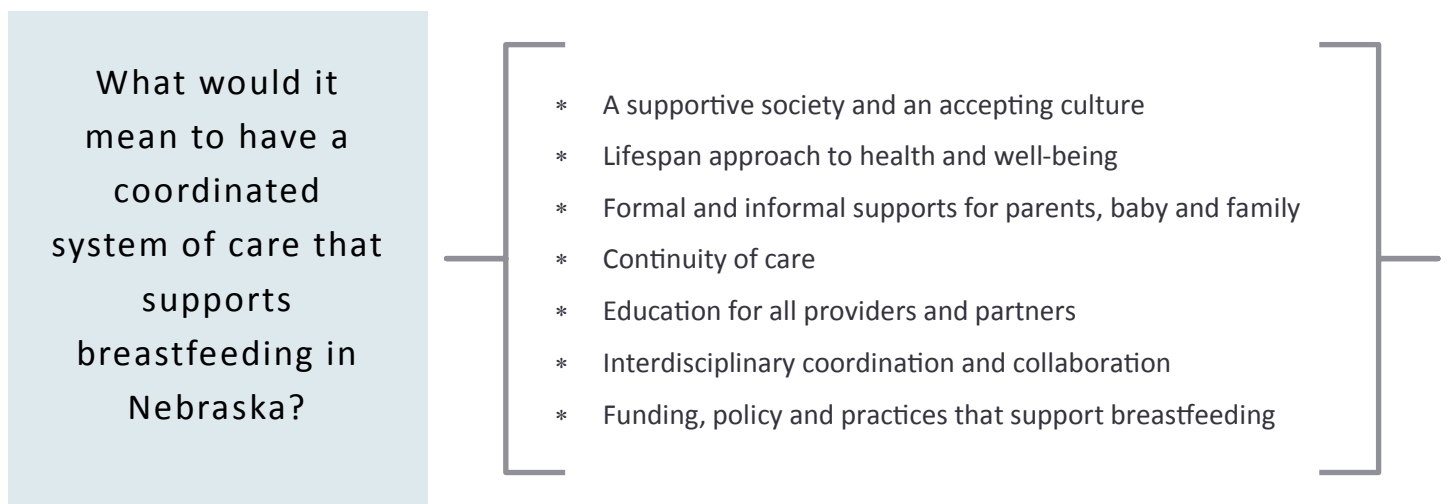 What would it
mean to have a
coordinated
system of care that
supports
breastfeeding in
Nebraska?
* A supportive society and an accepting culture
* Lifespan approach to health and well-being
* Formal and informal supports for parents, baby and family
* Continuity of care
* Education for all providers and partners
* Interdisciplinary coordination and collaboration
* Funding, policy and practices that support breastfeeding